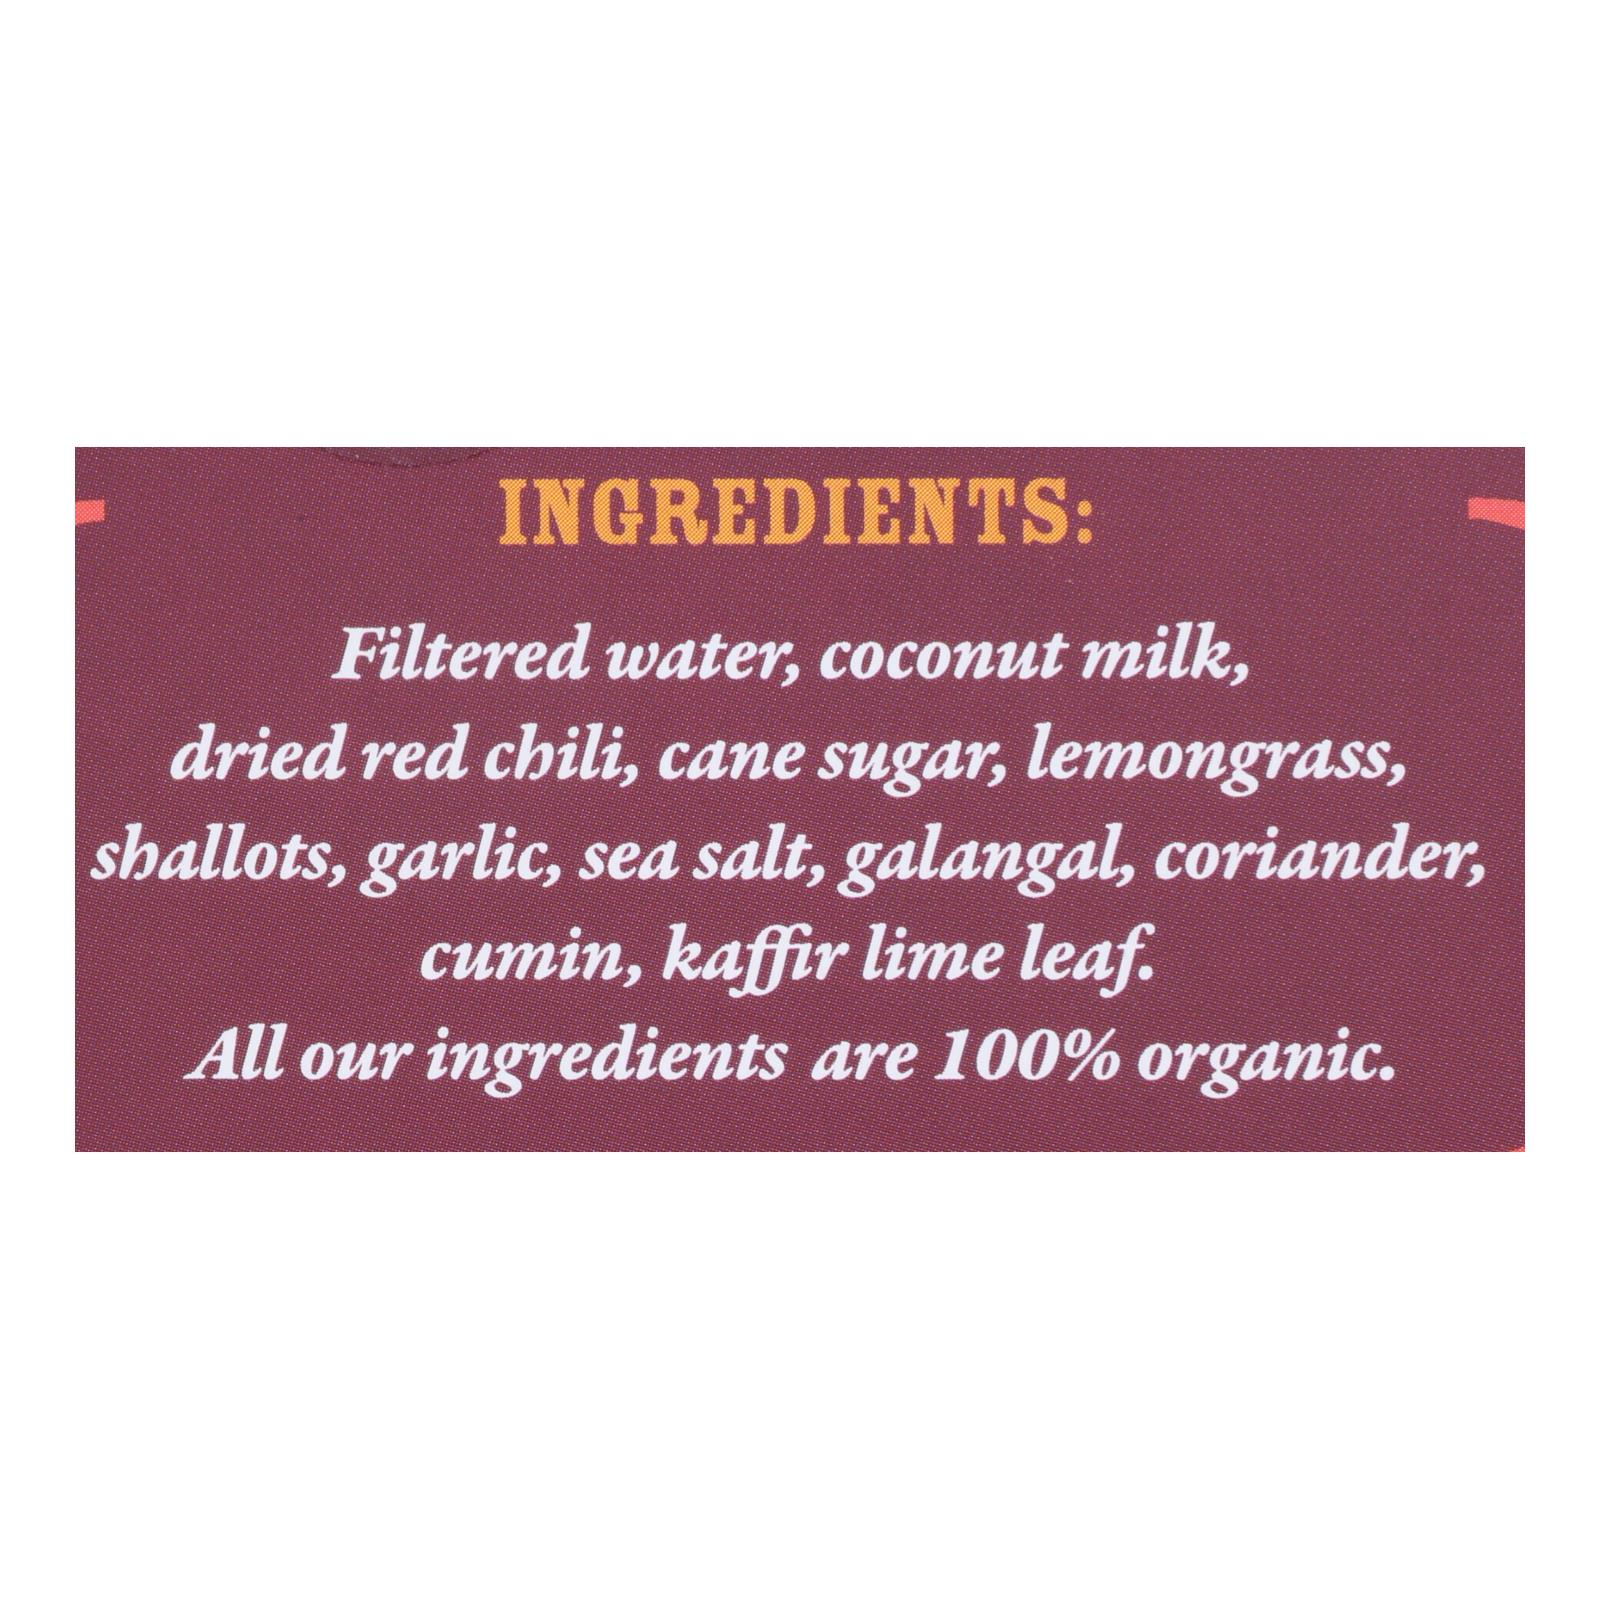 INGREDIENTS:
Filtered water, coconut milk,
dried red chili, cane sugar, lemongrass,
shallots, garlic, sea salt, galangal, coriander,
cumin, kaffir lime leaf.
All our ingredients are 100% organic.